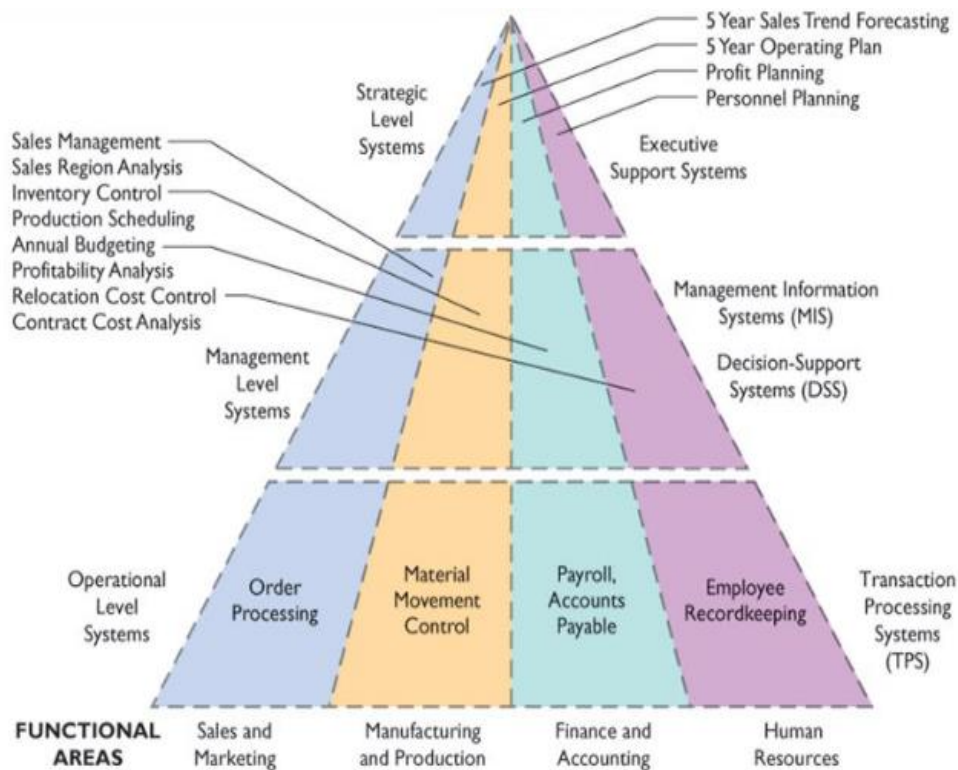 5 Year Sales Trend Forecasting
5 Year Operating Plan
Profit Planning
Personnel Planning
Strategic
Level
Systems
Executive
Support Systems
Sales Management
Sales Region Analysis
Inventory Control
Production Scheduling
Annual Budgeting
Profitability Analysis
Relocation Cost Control
Contract Cost Analysis
Management Information
Systems (MIS)
Management
Level
Systems
Decision-Support
Systems (DSS)
Operational
Level
Systems
Order
Processing
Material
Movement
Control
Payroll,
Accounts
Payable
Employee
Recordkeeping
Transaction
Processing
Systems
(TPS)
FUNCTIONAL
AREAS
Sales and
Marketing
Manufacturing
and Production
Finance and
Accounting
Human
Resources